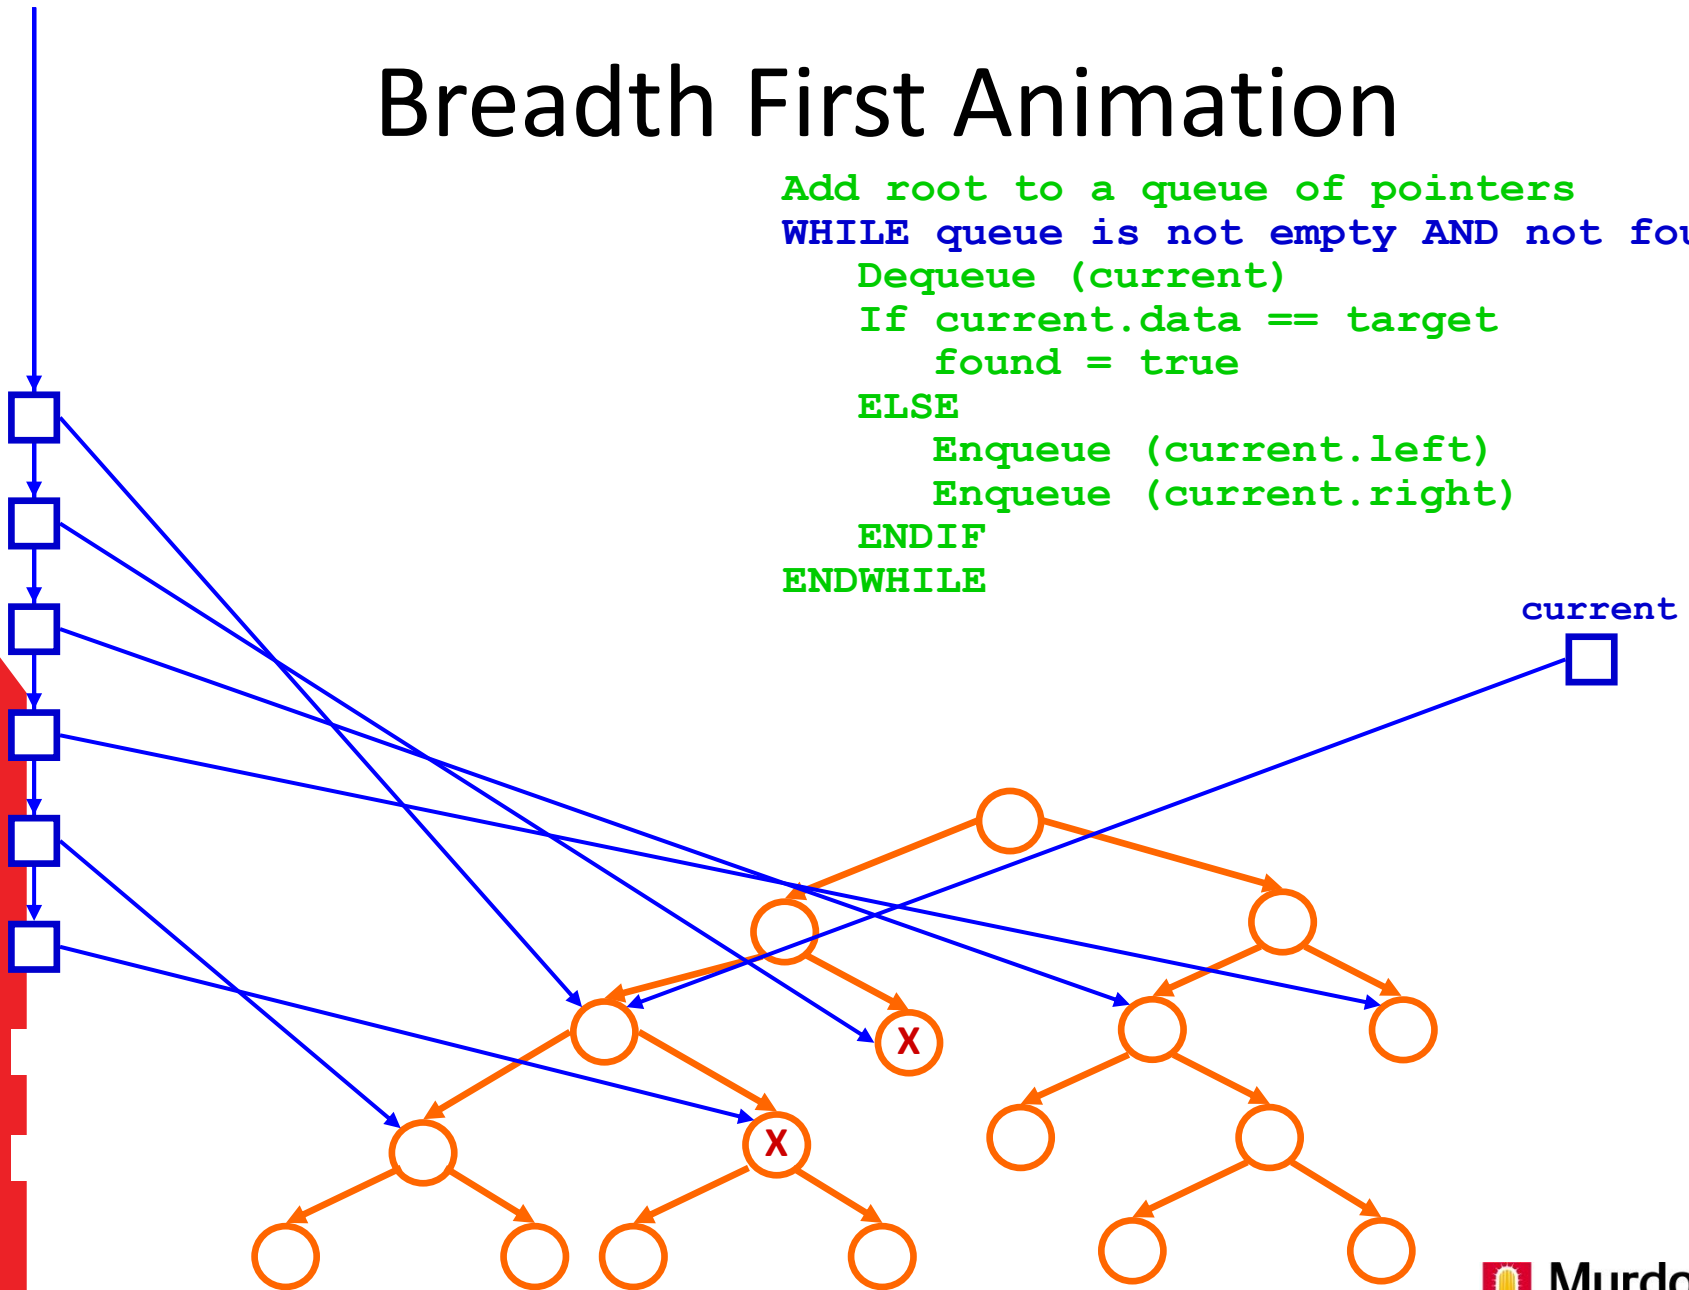 Breadth First Animation
Add root to a queue of pointers
WHILE queue is not empty AND not fou
Dequeue (current)
If current.data == target
found = true
ELSE
Enqueue (current.left)
Enqueue (current.right)
ENDIF
ENDWHILE
current
X
X
Murdo